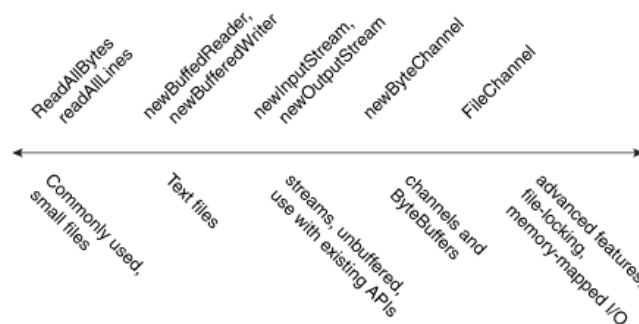 ReadAllBytes
readAllLines
newBuffedReader,
newBufferedWriter
newInputStream,
newOutputStream
newByteChannel
FileChannel
Commonly used,
small files
Text files
streams, unbuffered,
use with existing APIs
channels and
ByteBuffers
advanced features,
file-locking,
memory-mapped I/O